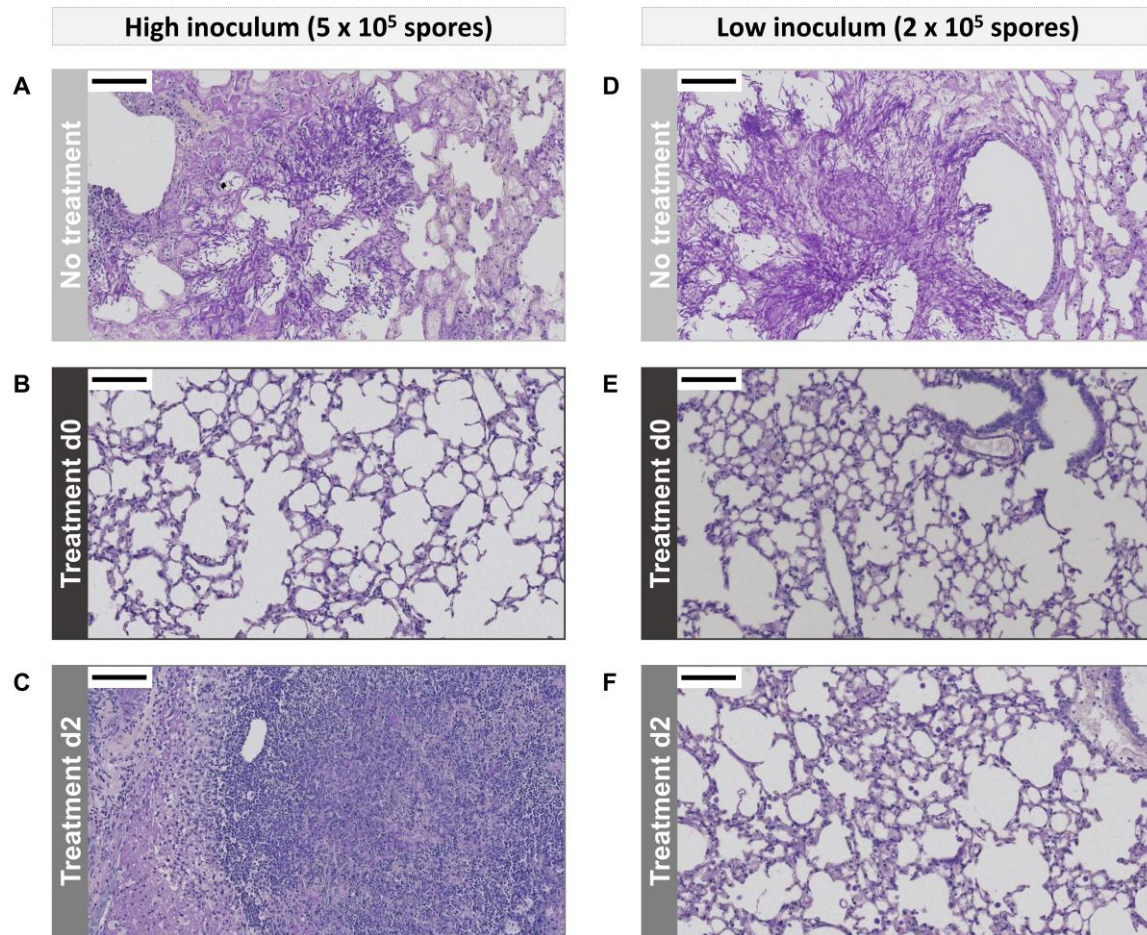 High inoculum (5 x 10⁵ spores)
Low inoculum (2 x 10⁵ spores)
A
No treatment
D
No treatment
B
Treatment d0
E
Treatment d0
C
Treatment d2
F
Treatment d2